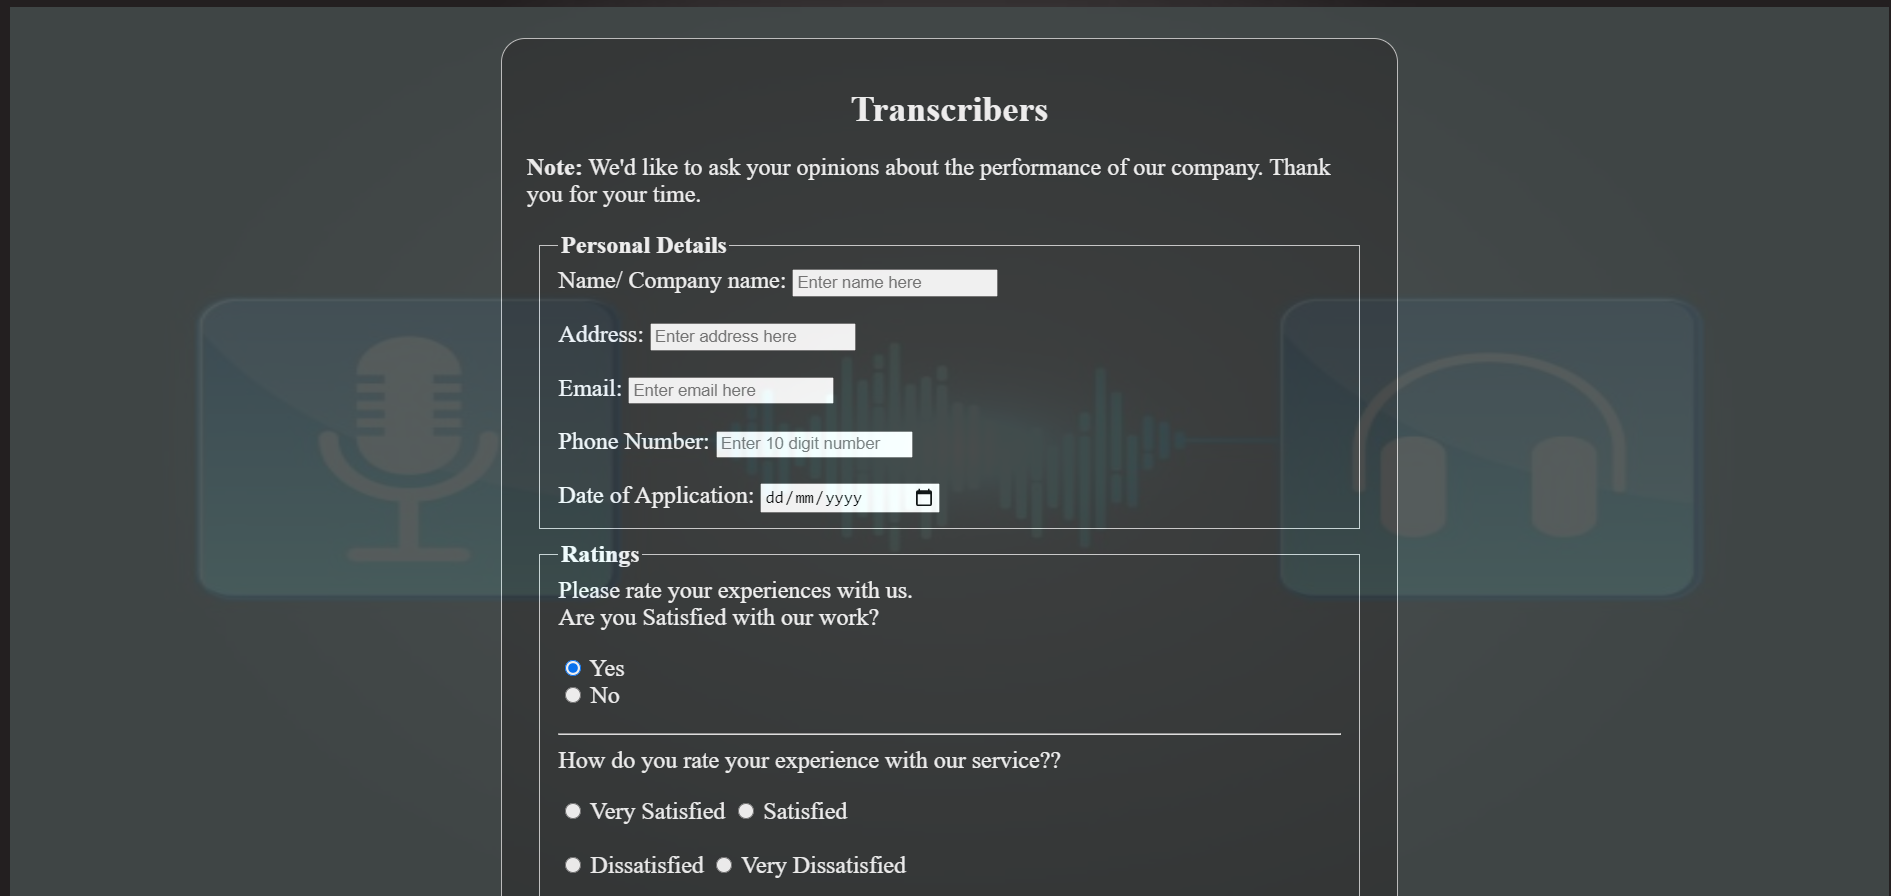 Transcribers
Note: We'd like to ask your opinions about the performance of our company. Thank
you for your time.
Personal Details
Name/ Company name: Enter name here
Address: Enter address here
Email: Enter email here
Phone Number: Enter 10 digit number
Date of Application: dd/mm/yyyy
Ratings
Please rate your experiences with us.
Are you Satisfied with our work?
Yes
No
How do you rate your experience with our service??
Very Satisfied Satisfied
Dissatisfied Very Dissatisfied